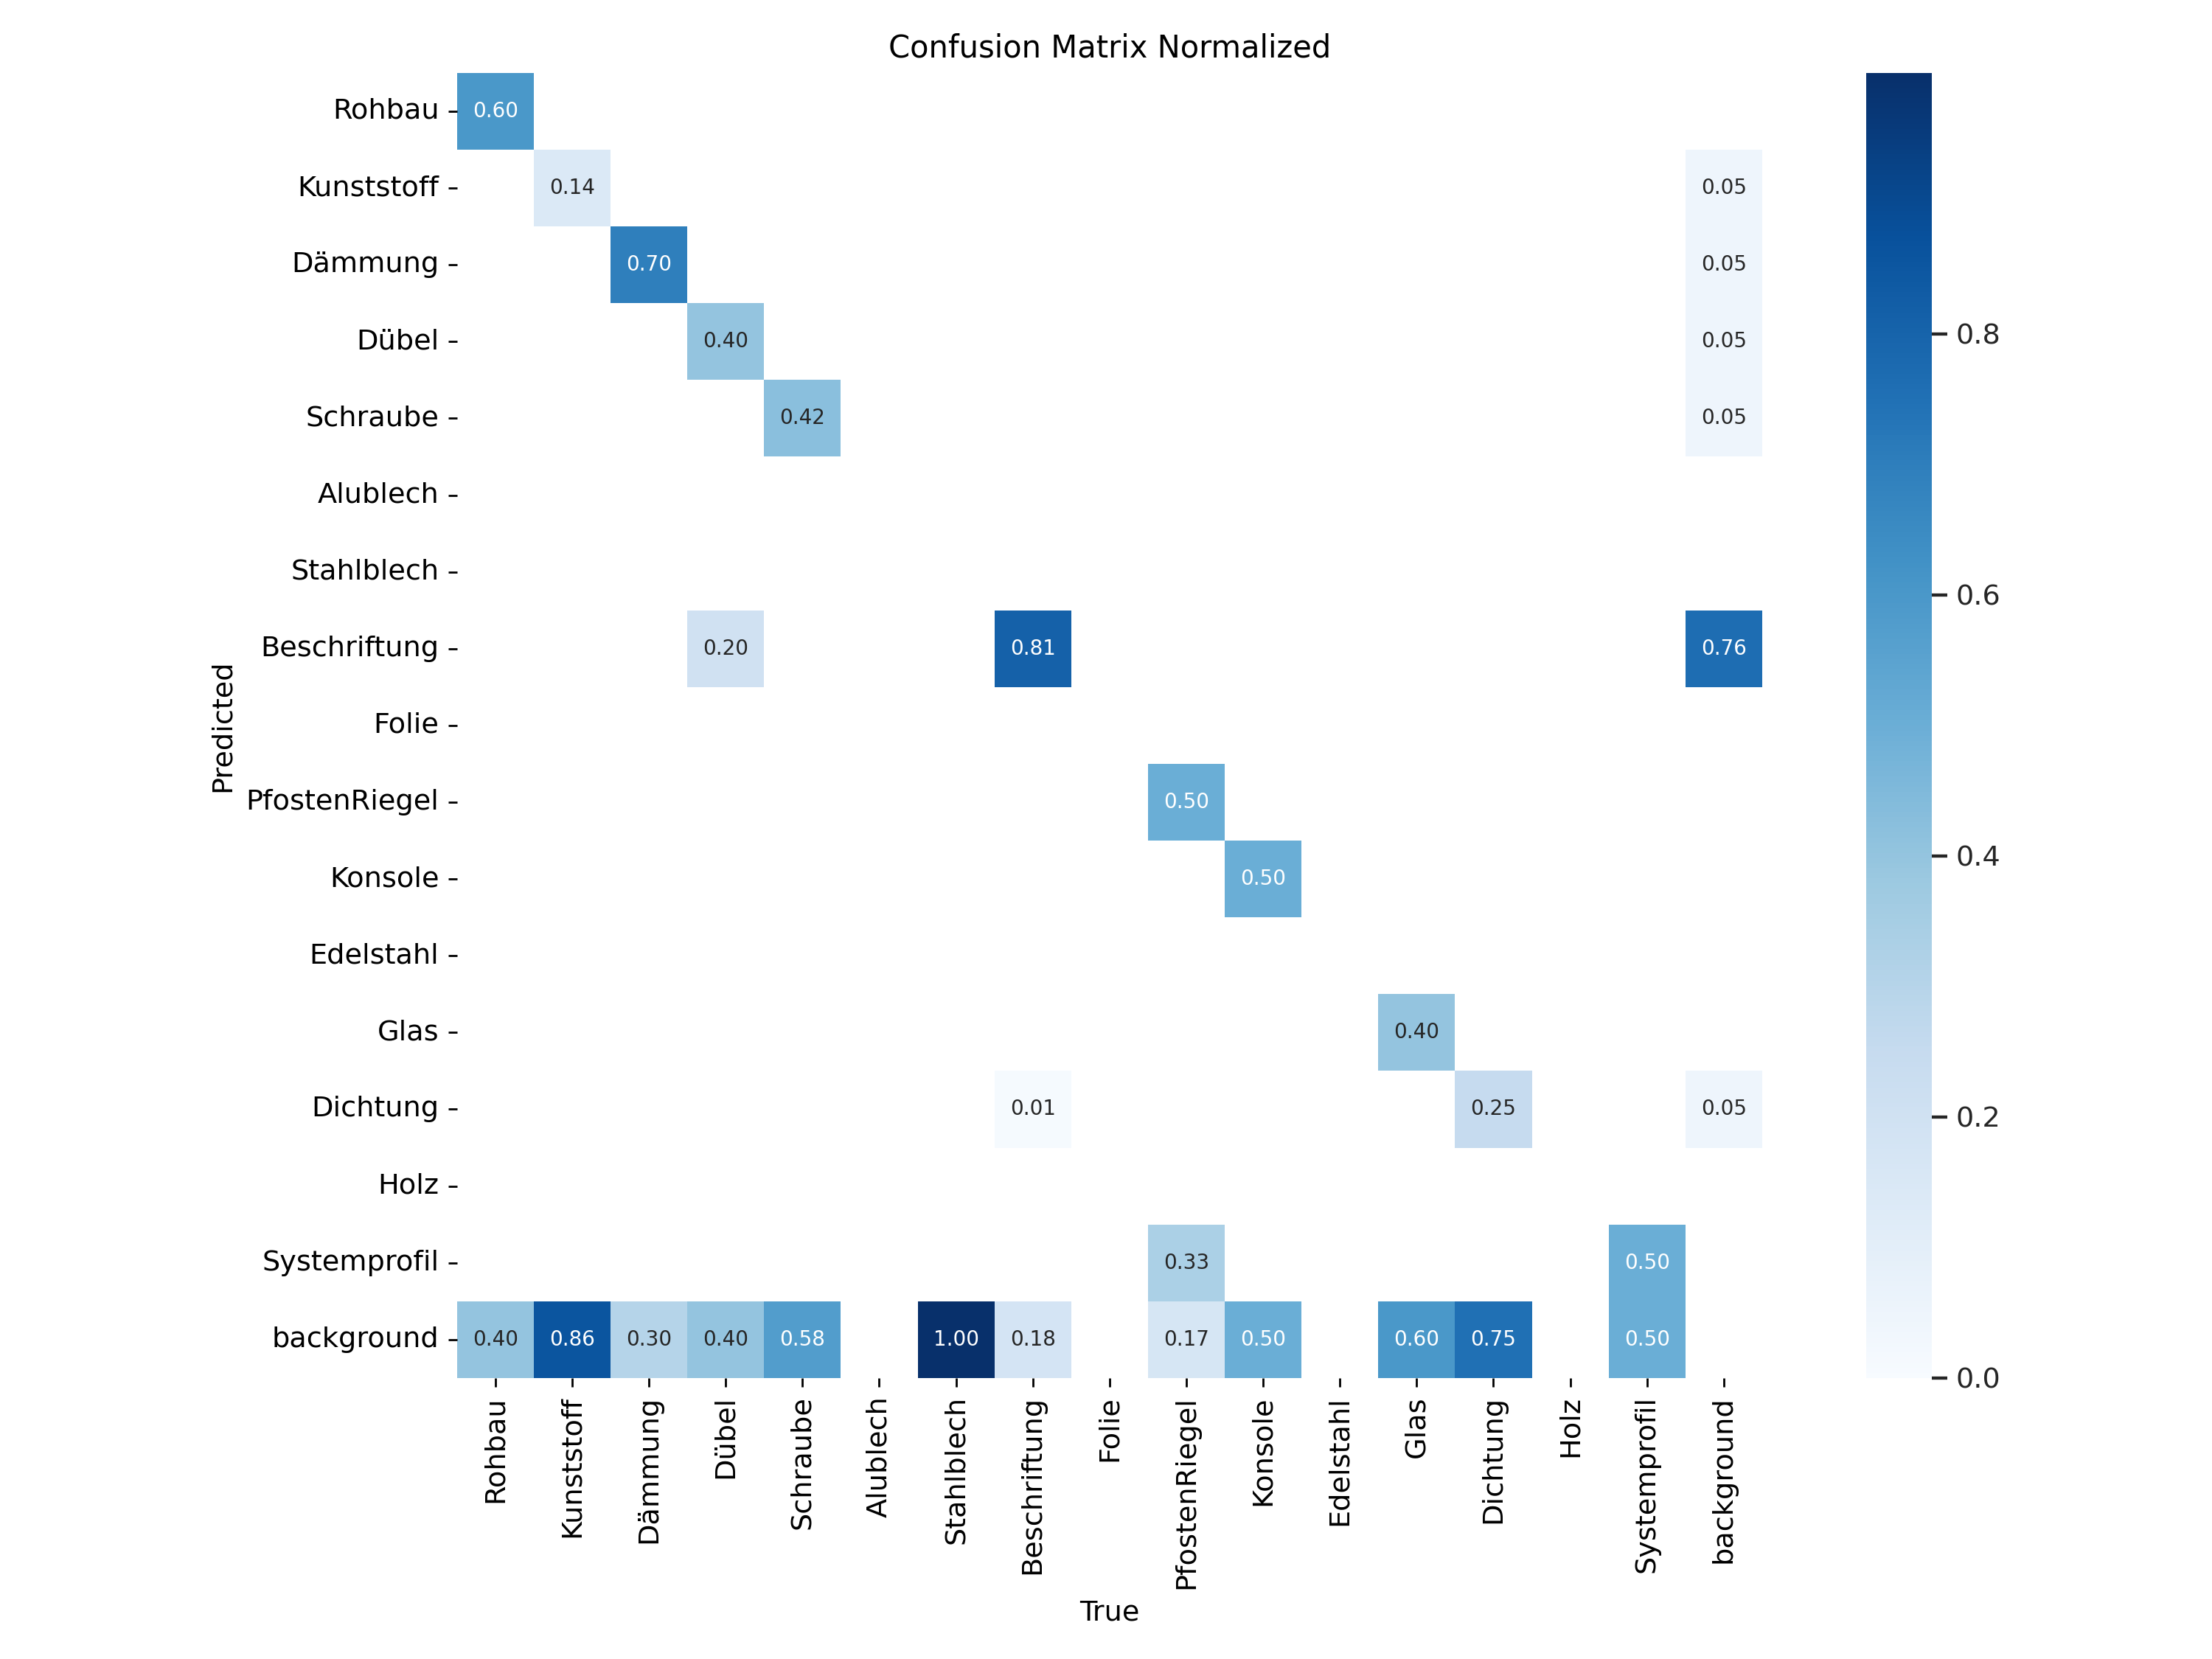 Confusion Matrix Normalized
Rohbau 0.60
Kunststoff 0.14 0.05
Dämmung 0.70 0.05
Dübel 0.40 0.05
Schraube 0.42 0.05
Alublech
Stahlblech
Beschriftung 0.20 0.81 0.76
Folie
PfostenRiegel 0.50
Konsole 0.50
Edelstahl
Glas 0.40
Dichtung 0.01 0.25 0.05
Holz
Systemprofil 0.33 0.50
background 0.40 0.86 0.30 0.40 0.58 1.00 0.18 0.17 0.50 0.60 0.75 0.50
Predicted
Rohbau
Kunststoff
Dämmung
Dübel
Schraube
Alublech
Stahlblech
Beschriftung
Folie
PfostenRiegel
Konsole
Edelstahl
Glas
Dichtung
Holz
Systemprofil
background
True
0.8
0.6
0.4
0.2
0.0